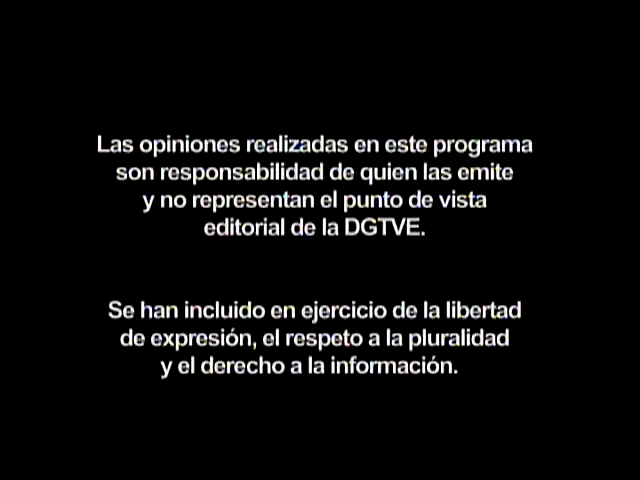 Las opiniones realizadas en este programa
son responsabilidad de quien las emite
y no representan el punto de vista
editorial de la DGTVE.
Se han incluido en ejercicio de la libertad
de expresión, el respeto a la pluralidad
y el derecho a la información.